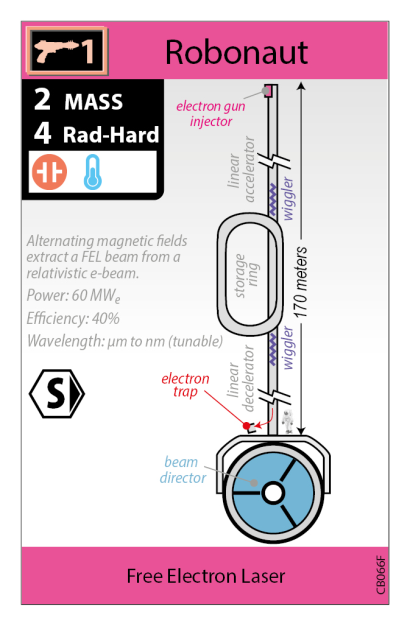 1
Robonaut
2 MASS
4 Rad-Hard
electron gun
injector
linear
accelerator
wiggler
Alternating magnetic fields
extract a FEL beam from a
relativistic e-beam.
Power: 60 MWe
Efficiency: 40%
Wavelength: µm to nm (tunable)
storage
ring
170 meters
wiggler
linear
decelerator
S
electron
trap
beam
director
Free Electron Laser
CB066F